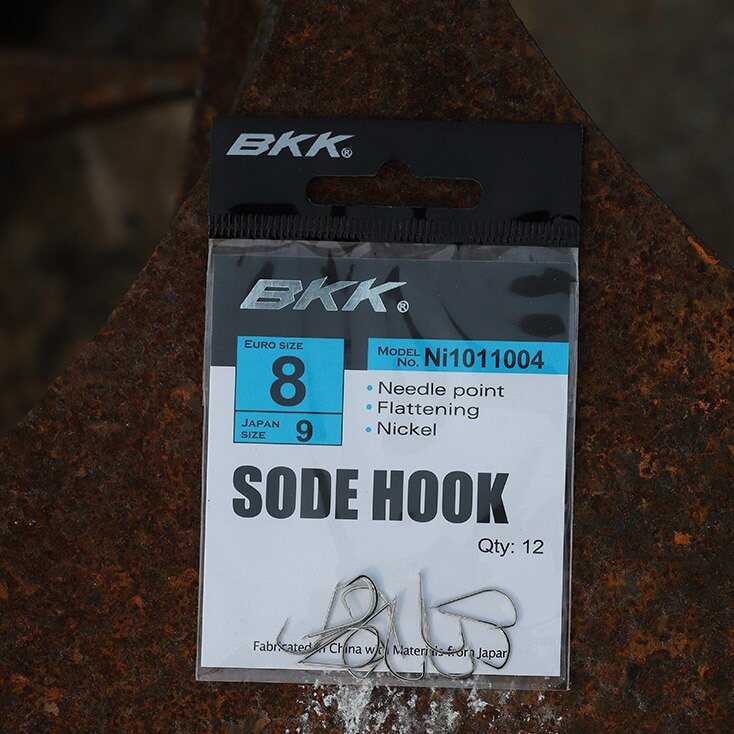 BKK®
BKK®
EURO SIZE
8
JAPAN SIZE 9
MODEL No. Ni1011004
• Needle point
• Flattening
• Nickel
SODE HOOK
Qty: 12
Fabricated in China with Materials from Japan